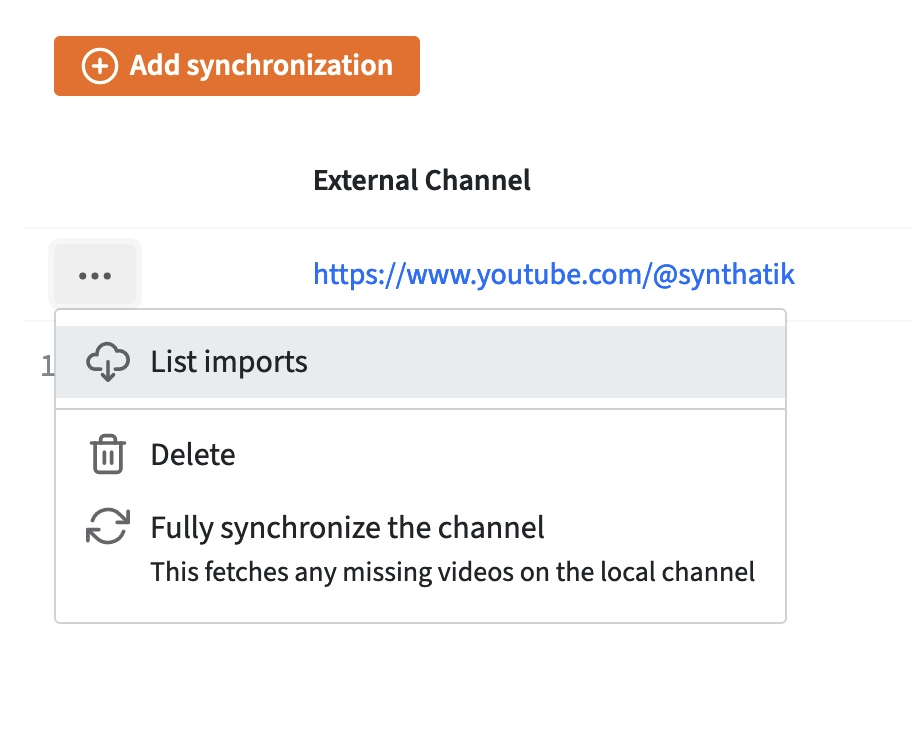 Add synchronization
External Channel
https://www.youtube.com/@synthatik
1
List imports
Delete
Fully synchronize the channel
This fetches any missing videos on the local channel